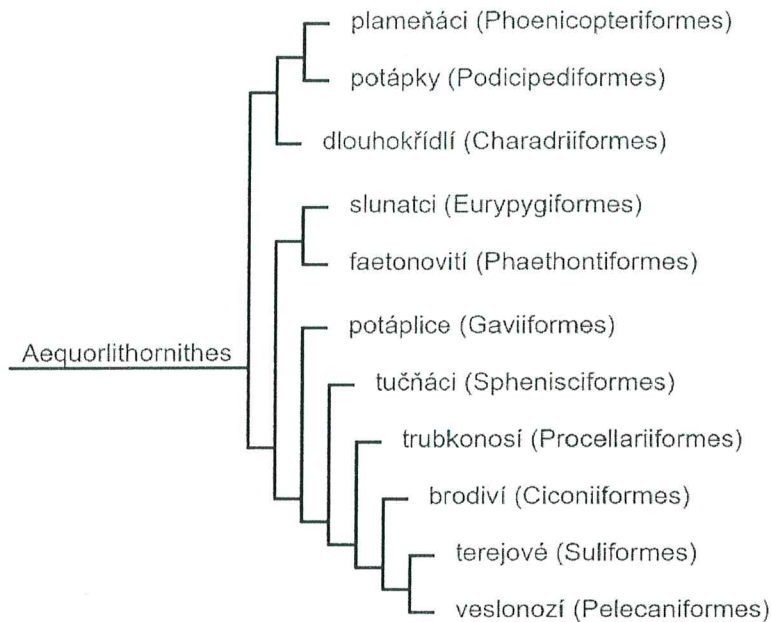 plameňáci (Phoenicopteriformes)
potápky (Podicipediformes)
dlouhokřídlí (Charadriiformes)
slunatci (Eurypygiformes)
faetonovití (Phaethontiformes)
potáplice (Gaviiformes)
Aequorlithornithes
tučňáci (Sphenisciformes)
trubkonosí (Procellariiformes)
brodiví (Ciconiiformes)
terejové (Suliformes)
veslonozí (Pelecaniformes)